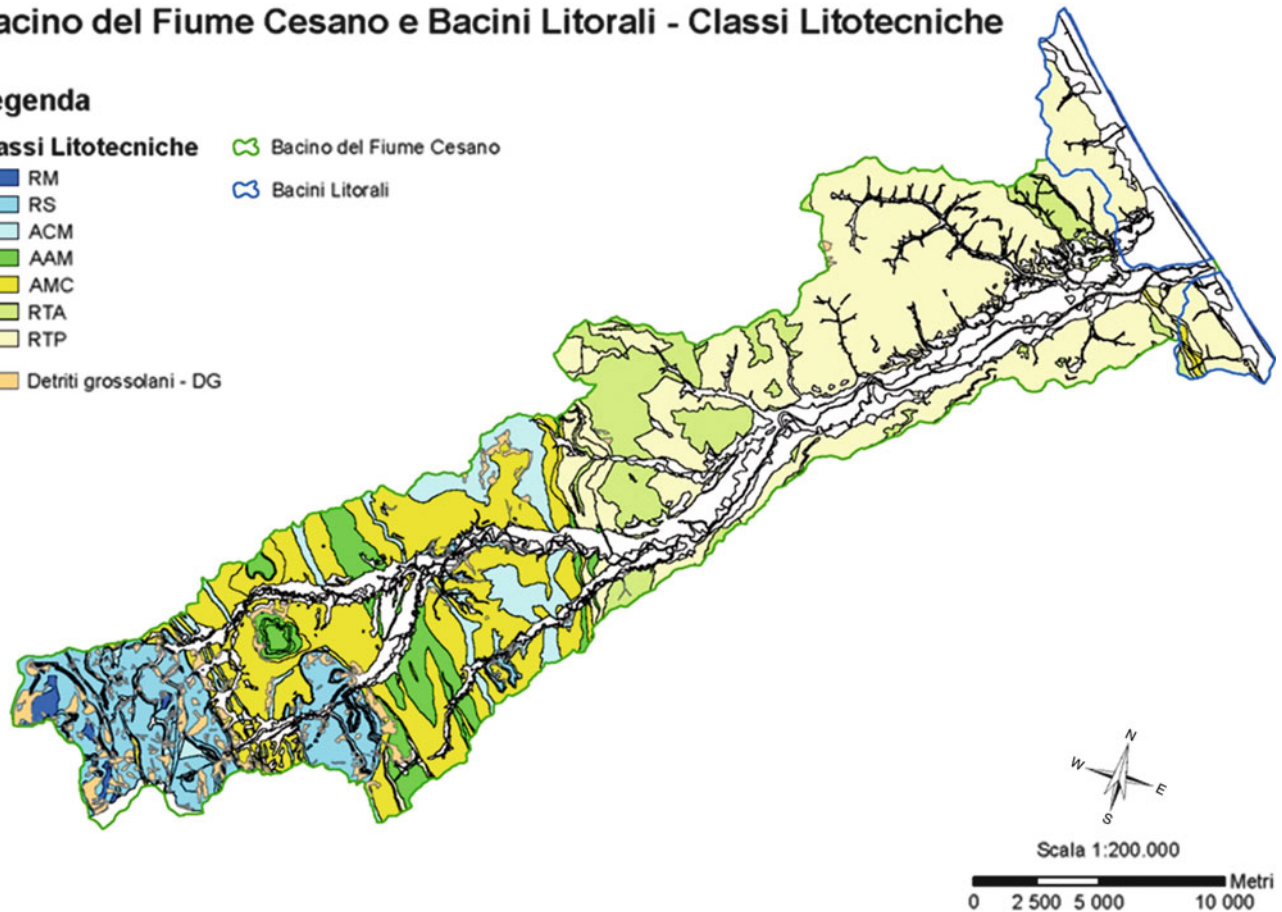 acino del Fiume Cesano e Bacini Litorali - Classi Litotecniche
egenda
assi Litotecniche
RM
RS
ACM
AAM
AMC
RTA
RTP
Detriti grossolani - DG
Bacino del Fiume Cesano
Bacini Litorali
N
W
E
S
Scala 1:200.000
Metri
0 2 500 5 000 10 000